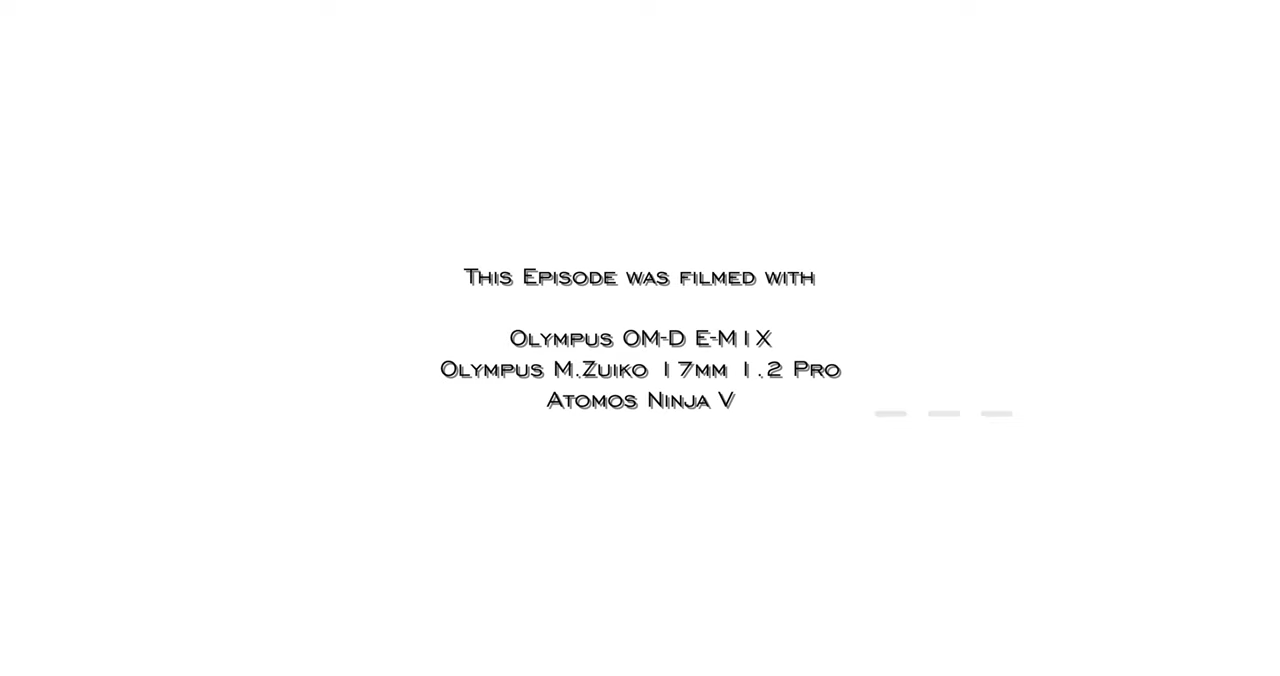 This Episode was filmed with
Olympus OM-D E-M1X
Olympus M.Zuiko 17mm 1.2 Pro
Atomos Ninja V